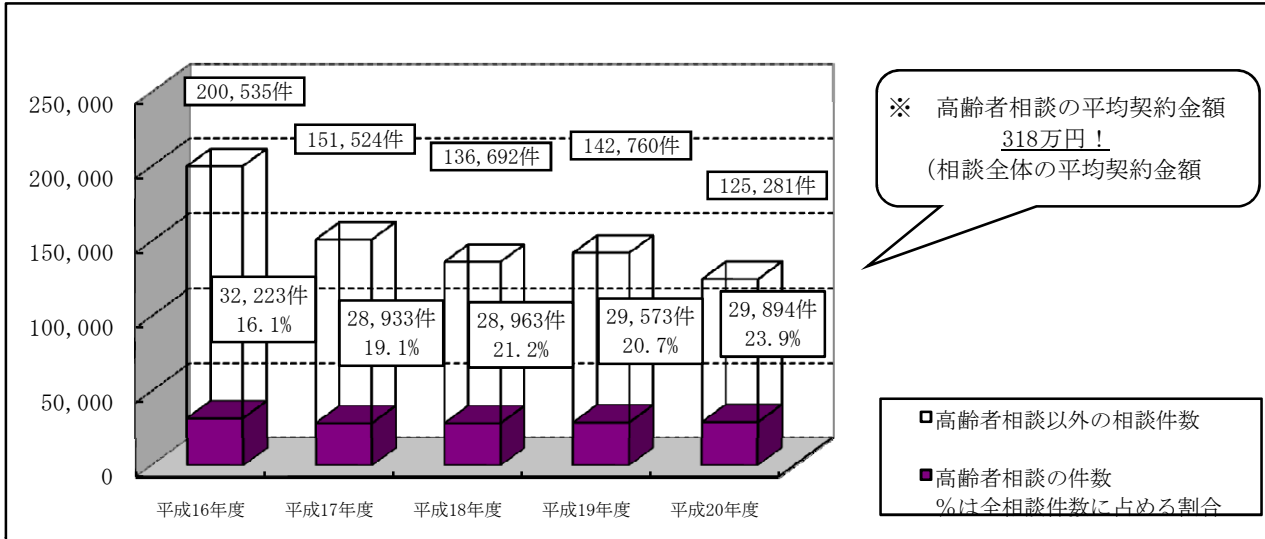 250,000
200,000
150,000
100,000
50,000
0
200,535件
151,524件
136,692件
142,760件
125,281件
32,223件
16.1%
28,933件
19.1%
28,963件
21.2%
29,573件
20.7%
29,894件
23.9%
平成16年度
平成17年度
平成18年度
平成19年度
平成20年度
※ 高齢者相談の平均契約金額
318万円！
(相談全体の平均契約金額
高齢者相談以外の相談件数
高齢者相談の件数
%は全相談件数に占める割合